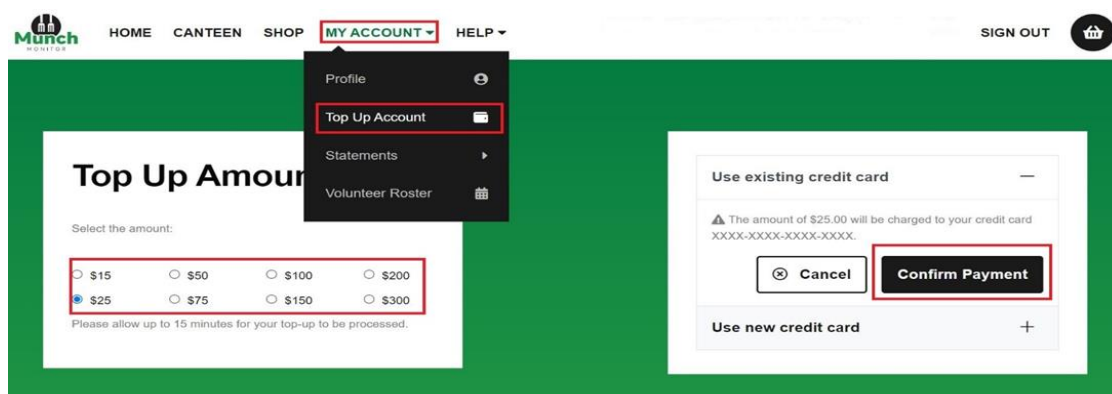 Munch
MONITOR
HOME CANTEEN SHOP MY ACCOUNT HELP SIGN OUT
Profile
Top Up Account
Statements
Volunteer Roster
Top Up Amour
Select the amount:
$15 $50 $100 $200
$25 $75 $150 $300
Please allow up to 15 minutes for your top-up to be processed.
Use existing credit card
The amount of $25.00 will be charged to your credit card
XXXX-XXXX-XXXX-XXXX.
Cancel Confirm Payment
Use new credit card